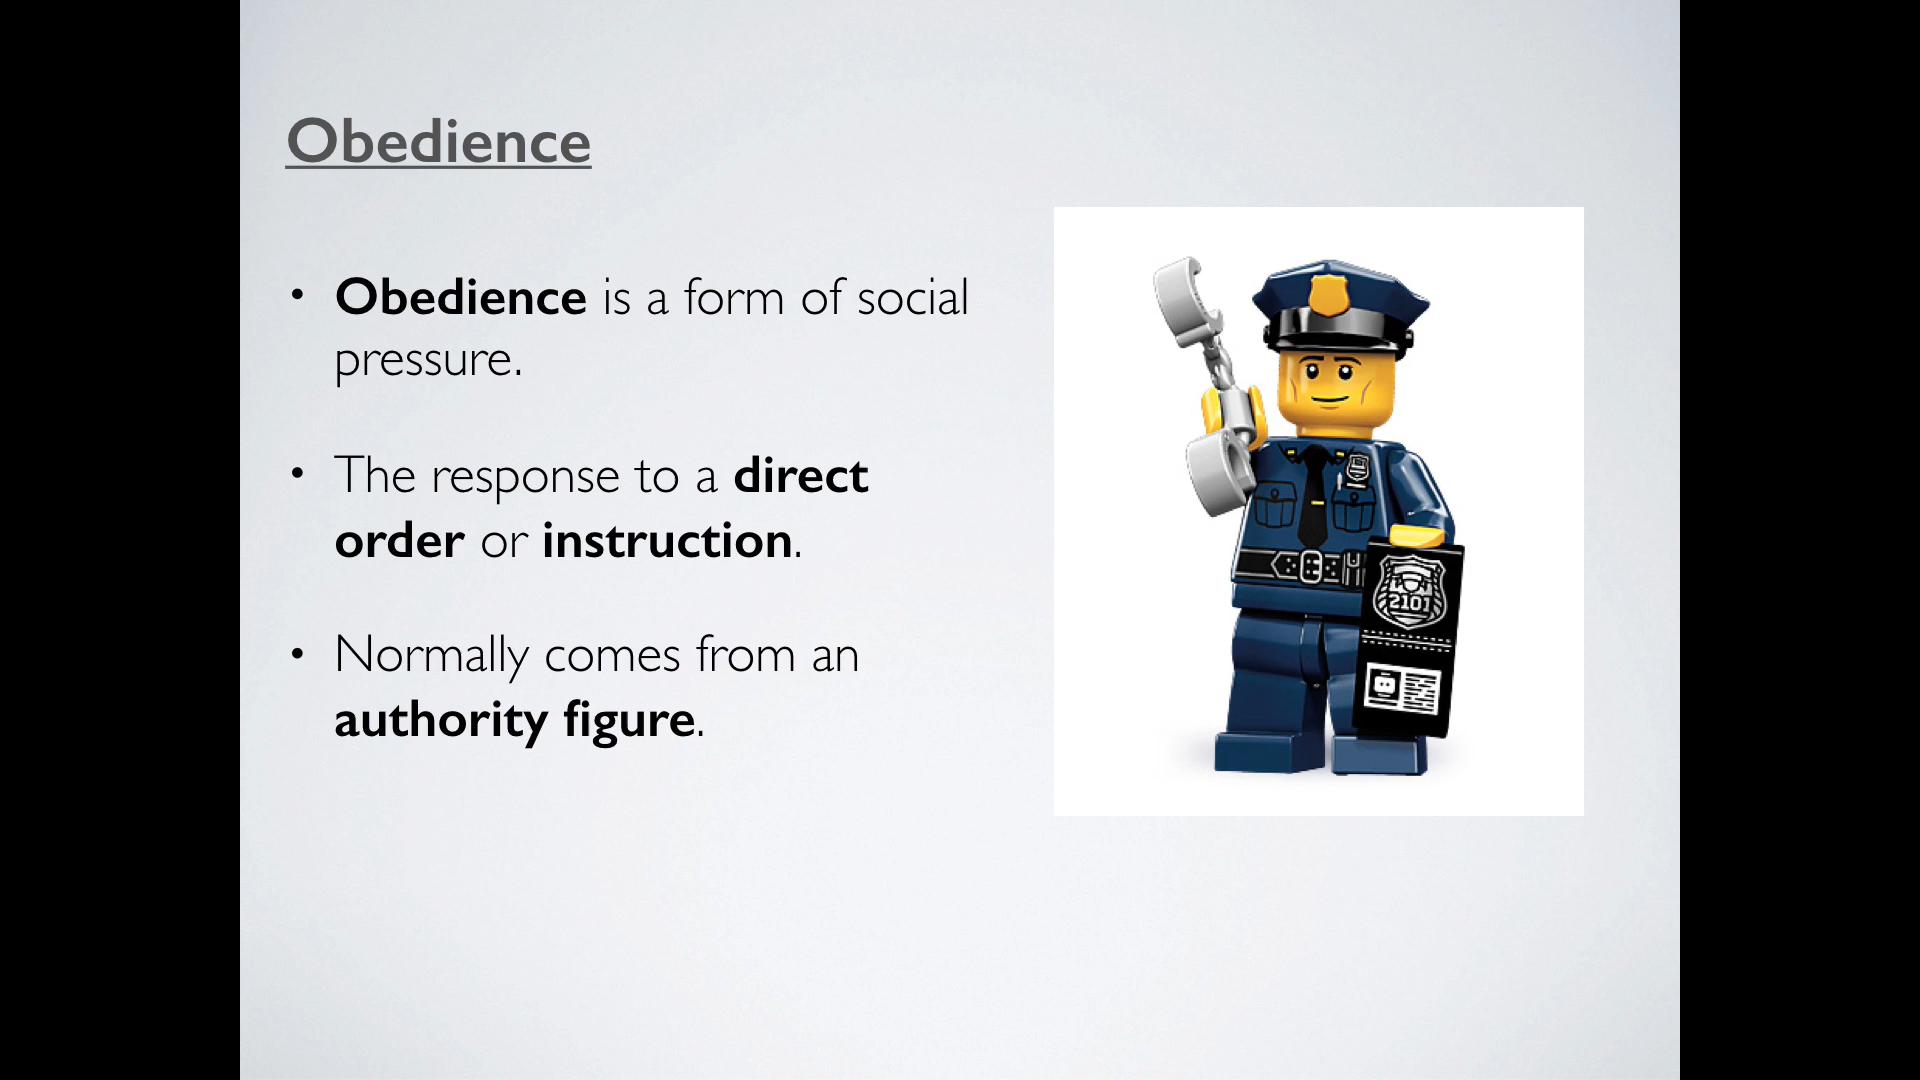 Obedience
• Obedience is a form of social
pressure.
• The response to a direct
order or instruction.
• Normally comes from an
authority figure.
2101